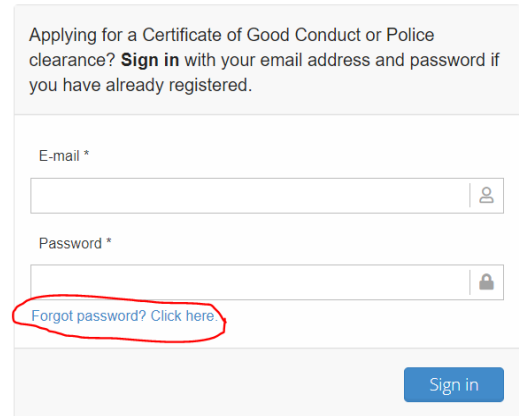 Applying for a Certificate of Good Conduct or Police
clearance? Sign in with your email address and password if
you have already registered.
E-mail *
Password *
Forgot password? Click here.
Sign in